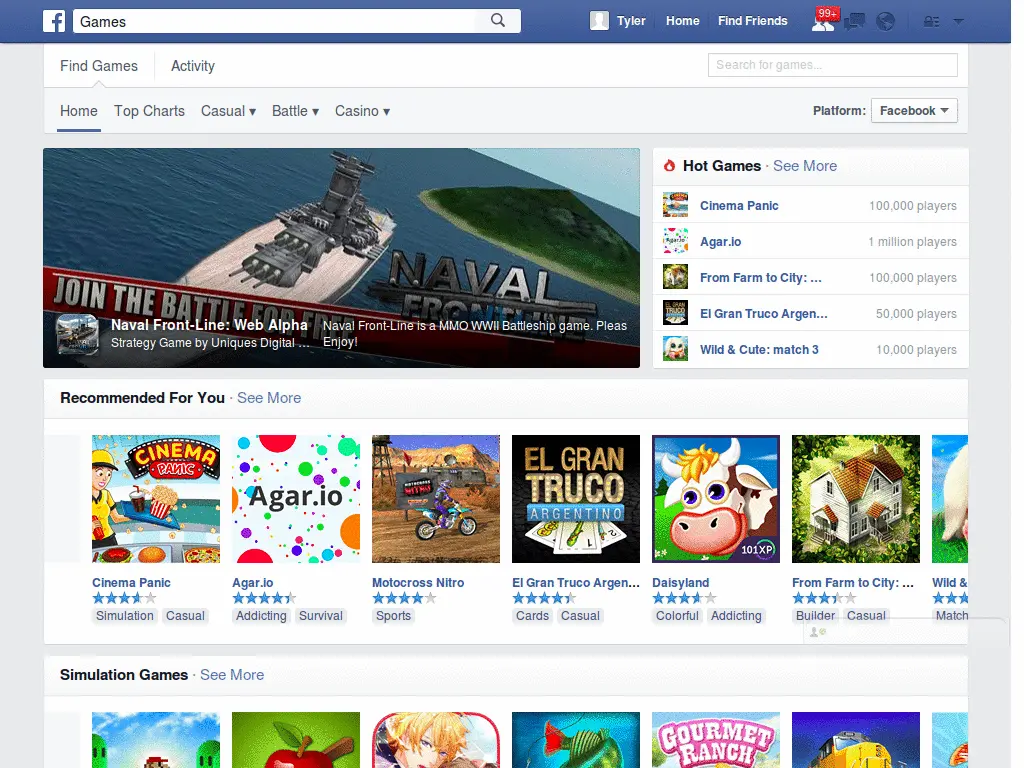 Games
Tyler
Home
Find Friends
99+
Find Games
Activity
Search for games...
Home
Top Charts
Casual ▾
Battle ▾
Casino ▾
Platform:
Facebook
JOIN THE BATTLE FOR
NAVAL
FRONTLINE
Naval Front-Line: Web Alpha
Strategy Game by Uniques Digital ...
Naval Front-Line is a MMO WWII Battleship game. Pleas
Enjoy!
Hot Games · See More
Cinema Panic 100,000 players
Agar.io 1 million players
From Farm to City: ... 100,000 players
El Gran Truco Argen... 50,000 players
Wild & Cute: match 3 10,000 players
Recommended For You · See More
CINEMA
PANIC
Agar.io
MOTOCROSS
NITRO
EL GRAN
TRUCO
ARGENTINO
101XP
Cinema Panic
Simulation Casual
Agar.io
Addicting Survival
Motocross Nitro
Sports
El Gran Truco Argen...
Cards Casual
Daisyland
Colorful Addicting
From Farm to City: ...
Builder Casual
Wild &
Match
Simulation Games · See More
GOURMET
RANCH